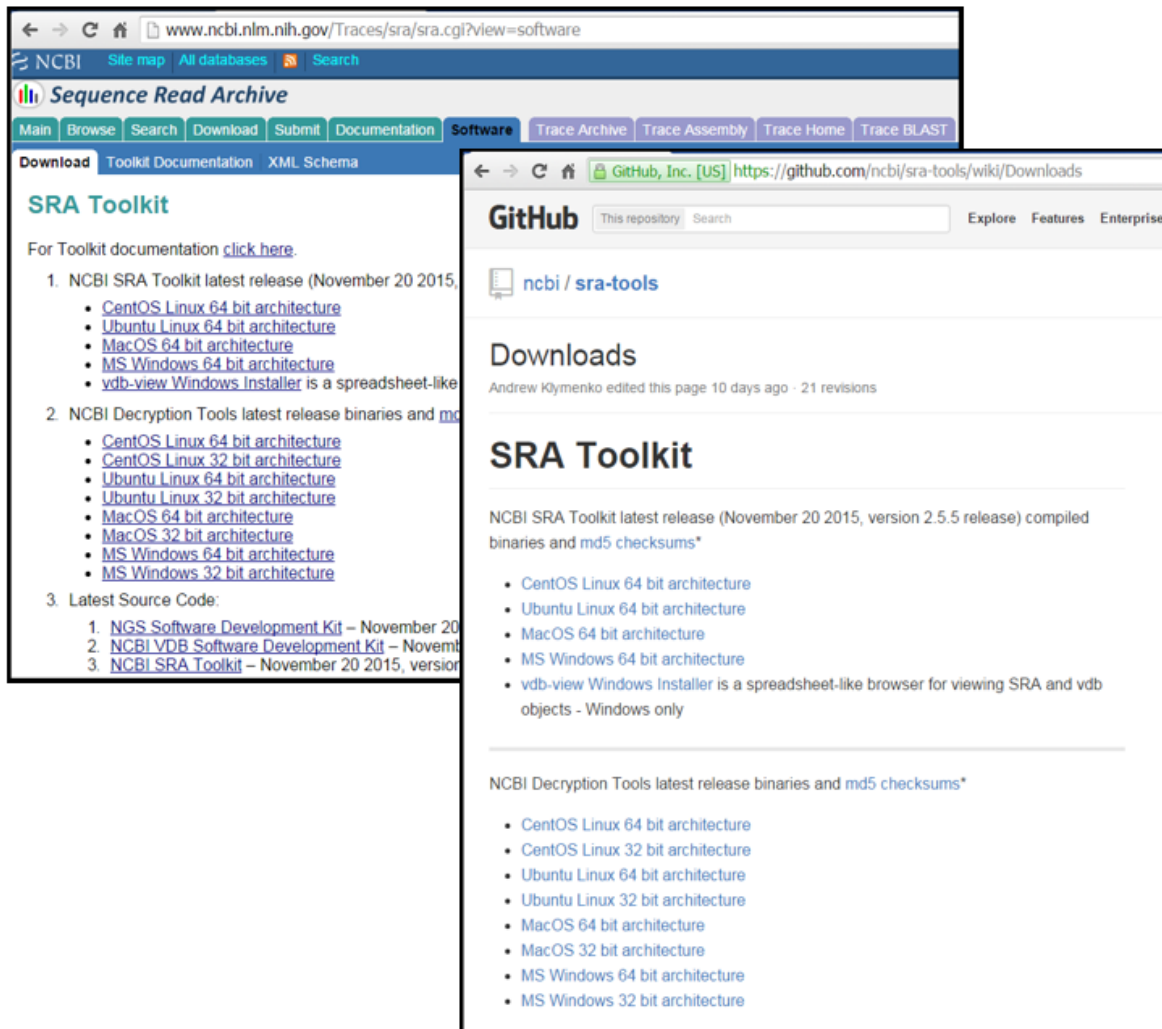 www.ncbi.nlm.nih.gov/Traces/sra/sra.cgi?view=software
NCBI Site map All databases Search
Sequence Read Archive
Main Browse Search Download Submit Documentation Software Trace Archive Trace Assembly Trace Home Trace BLAST
Download Toolkit Documentation XML Schema
SRA Toolkit
For Toolkit documentation click here.
1. NCBI SRA Toolkit latest release (November 20 2015,
• CentOS Linux 64 bit architecture
• Ubuntu Linux 64 bit architecture
• MacOS 64 bit architecture
• MS Windows 64 bit architecture
• vdb-view Windows Installer is a spreadsheet-like
2. NCBI Decryption Tools latest release binaries and
• CentOS Linux 64 bit architecture
• CentOS Linux 32 bit architecture
• Ubuntu Linux 64 bit architecture
• Ubuntu Linux 32 bit architecture
• MacOS 64 bit architecture
• MacOS 32 bit architecture
• MS Windows 64 bit architecture
• MS Windows 32 bit architecture
3. Latest Source Code:
1. NGS Software Development Kit – November 20
2. NCBI VDB Software Development Kit –
3. NCBI SRA Toolkit – November 20 2015, version
GitHub, Inc. [US] https://github.com/ncbi/sra-tools/wiki/Downloads
GitHub This repository Search Explore Features Enterprise
ncbi / sra-tools
Downloads
Andrew Klymenko edited this page 10 days ago · 21 revisions
SRA Toolkit
NCBI SRA Toolkit latest release (November 20 2015, version 2.5.5 release) compiled
binaries and md5 checksums*
• CentOS Linux 64 bit architecture
• Ubuntu Linux 64 bit architecture
• MacOS 64 bit architecture
• MS Windows 64 bit architecture
• vdb-view Windows Installer is a spreadsheet-like browser for viewing SRA and vdb
objects - Windows only
NCBI Decryption Tools latest release binaries and md5 checksums*
• CentOS Linux 64 bit architecture
• CentOS Linux 32 bit architecture
• Ubuntu Linux 64 bit architecture
• Ubuntu Linux 32 bit architecture
• MacOS 64 bit architecture
• MacOS 32 bit architecture
• MS Windows 64 bit architecture
• MS Windows 32 bit architecture